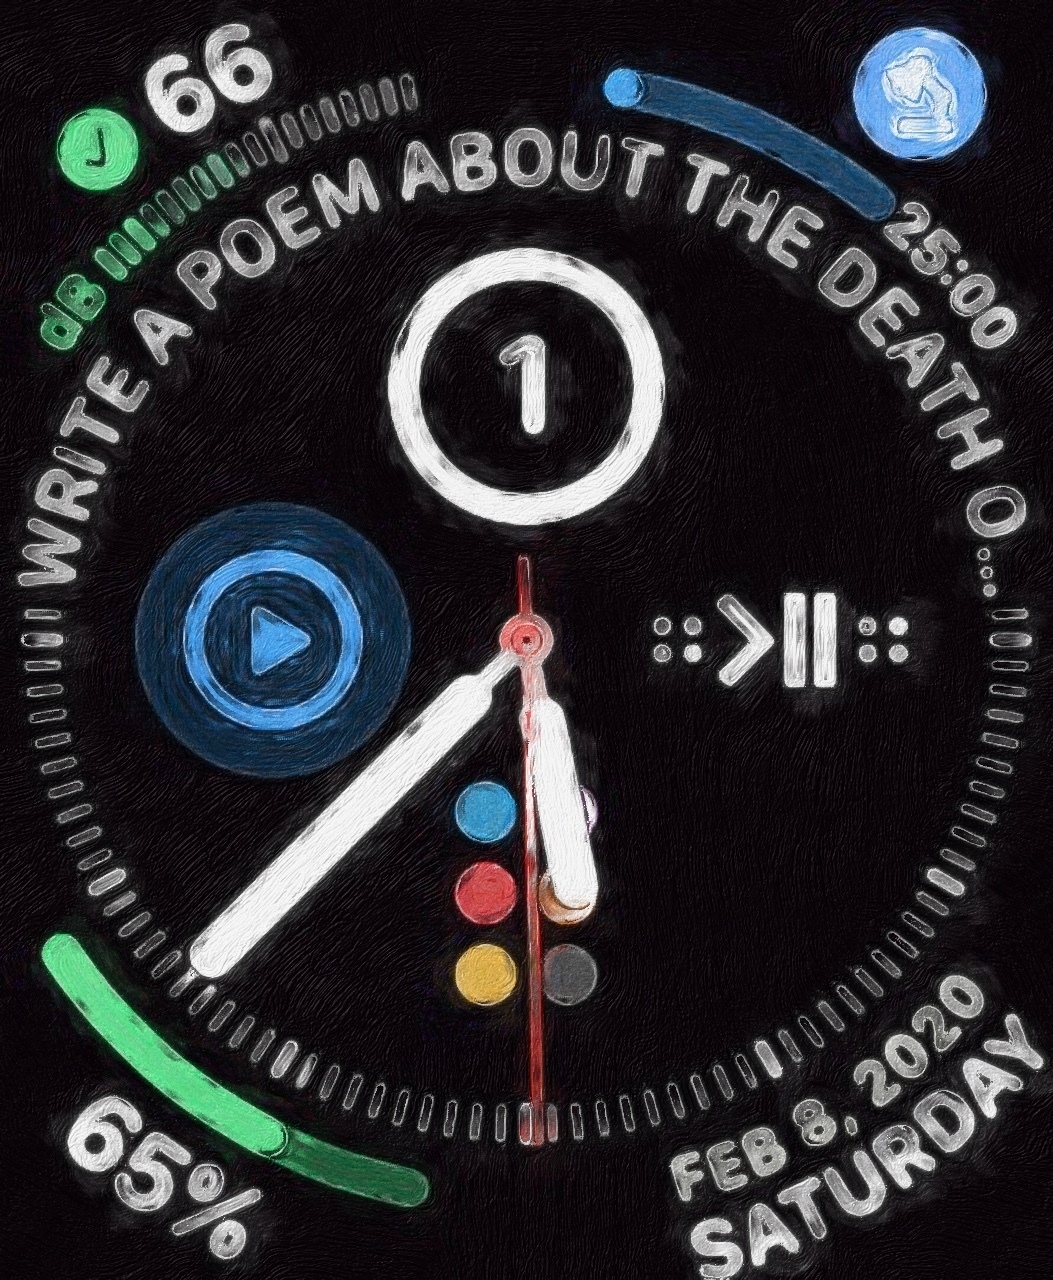 J
66
dB
WRITE A POEM ABOUT THE DEATH O...
25:00
1
65%
FEB 8, 2020
SATURDAY